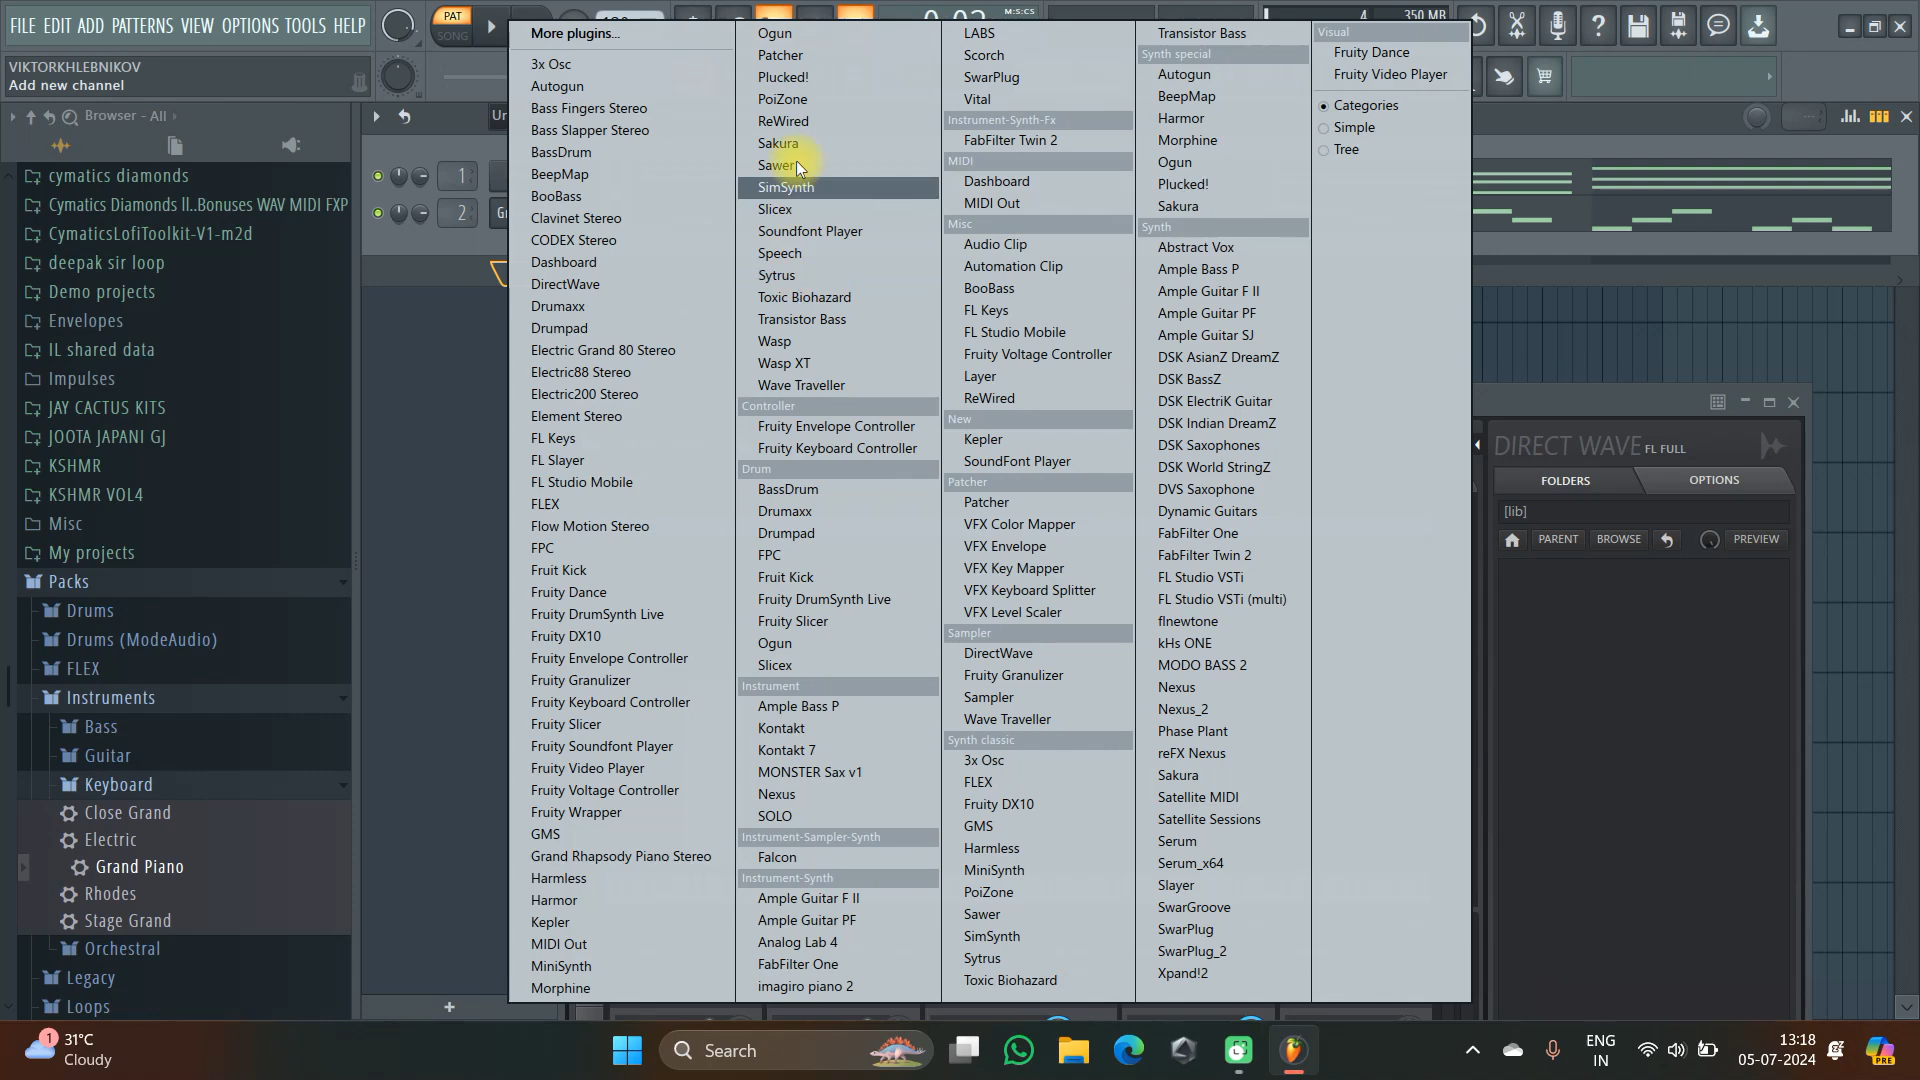 FILE EDIT ADD PATTERNS VIEW OPTIONS TOOLS HELP
VIKTORKHLEBNIKOV
Add new channel
PAT
SONG
M:S:CS
4
350 MB
Browser - All
cymatics diamonds
Cymatics Diamonds II..Bonuses WAV MIDI FXP
CymaticsLofiToolkit-V1-m2d
deepak sir loop
Demo projects
Envelopes
IL shared data
Impulses
JAY CACTUS KITS
JOOTA JAPANI GJ
KSHMR
KSHMR VOL4
Misc
My projects
Packs
Drums
Drums (ModeAudio)
FLEX
Instruments
Bass
Guitar
Keyboard
Close Grand
Electric
Grand Piano
Rhodes
Stage Grand
Orchestral
Legacy
Loops
1
2
More plugins...
3x Osc
Autogun
Bass Fingers Stereo
Bass Slapper Stereo
BassDrum
BeepMap
BooBass
Clavinet Stereo
CODEX Stereo
Dashboard
DirectWave
Drumaxx
Drumpad
Electric Grand 80 Stereo
Electric88 Stereo
Electric200 Stereo
Element Stereo
FL Keys
FL Slayer
FL Studio Mobile
FLEX
Flow Motion Stereo
FPC
Fruit Kick
Fruity Dance
Fruity DrumSynth Live
Fruity DX10
Fruity Envelope Controller
Fruity Granulizer
Fruity Keyboard Controller
Fruity Slicer
Fruity Soundfont Player
Fruity Video Player
Fruity Voltage Controller
Fruity Wrapper
GMS
Grand Rhapsody Piano Stereo
Harmless
Harmor
Kepler
MIDI Out
MiniSynth
Morphine
Ogun
Patcher
Plucked!
PoiZone
ReWired
Sakura
Sawer
SimSynth
Slicex
Soundfont Player
Speech
Sytrus
Toxic Biohazard
Transistor Bass
Wasp
Wasp XT
Wave Traveller
Controller
Fruity Envelope Controller
Fruity Keyboard Controller
Drum
BassDrum
Drumaxx
Drumpad
FPC
Fruit Kick
Fruity DrumSynth Live
Fruity Slicer
Ogun
Slicex
Instrument
Ample Bass P
Kontakt
Kontakt 7
MONSTER Sax v1
Nexus
SOLO
Instrument-Sampler-Synth
Falcon
Instrument-Synth
Ample Guitar F II
Ample Guitar PF
Analog Lab 4
FabFilter One
imagiro piano 2
LABS
Scorch
SwarPlug
Vital
Instrument-Synth-Fx
FabFilter Twin 2
MIDI
Dashboard
MIDI Out
Misc
Audio Clip
Automation Clip
BooBass
FL Keys
FL Studio Mobile
Fruity Voltage Controller
Layer
ReWired
New
Kepler
SoundFont Player
Patcher
Patcher
VFX Color Mapper
VFX Envelope
VFX Key Mapper
VFX Keyboard Splitter
VFX Level Scaler
Sampler
DirectWave
Fruity Granulizer
Sampler
Wave Traveller
Synth classic
3x Osc
FLEX
Fruity DX10
GMS
Harmless
MiniSynth
PoiZone
Sawer
SimSynth
Sytrus
Toxic Biohazard
Transistor Bass
Synth special
Autogun
BeepMap
Harmor
Morphine
Ogun
Plucked!
Sakura
Synth
Abstract Vox
Ample Bass P
Ample Guitar F II
Ample Guitar PF
Ample Guitar SJ
DSK AsianZ DreamZ
DSK BassZ
DSK ElectriK Guitar
DSK Indian DreamZ
DSK Saxophones
DSK World StringZ
DVS Saxophone
Dynamic Guitars
FabFilter One
FabFilter Twin 2
FL Studio VSTi
FL Studio VSTi (multi)
flnewtone
kHs ONE
MODO BASS 2
Nexus
Nexus_2
Phase Plant
reFX Nexus
Sakura
Satellite MIDI
Satellite Sessions
Serum
Serum_x64
Slayer
SwarGroove
SwarPlug
SwarPlug_2
Xpand!2
Visual
Fruity Dance
Fruity Video Player
Categories
Simple
Tree
DIRECT WAVE FL FULL
FOLDERS
OPTIONS
[lib]
PARENT
BROWSE
PREVIEW
1
31°C
Cloudy
Search
ENG
IN
13:18
05-07-2024
PRE